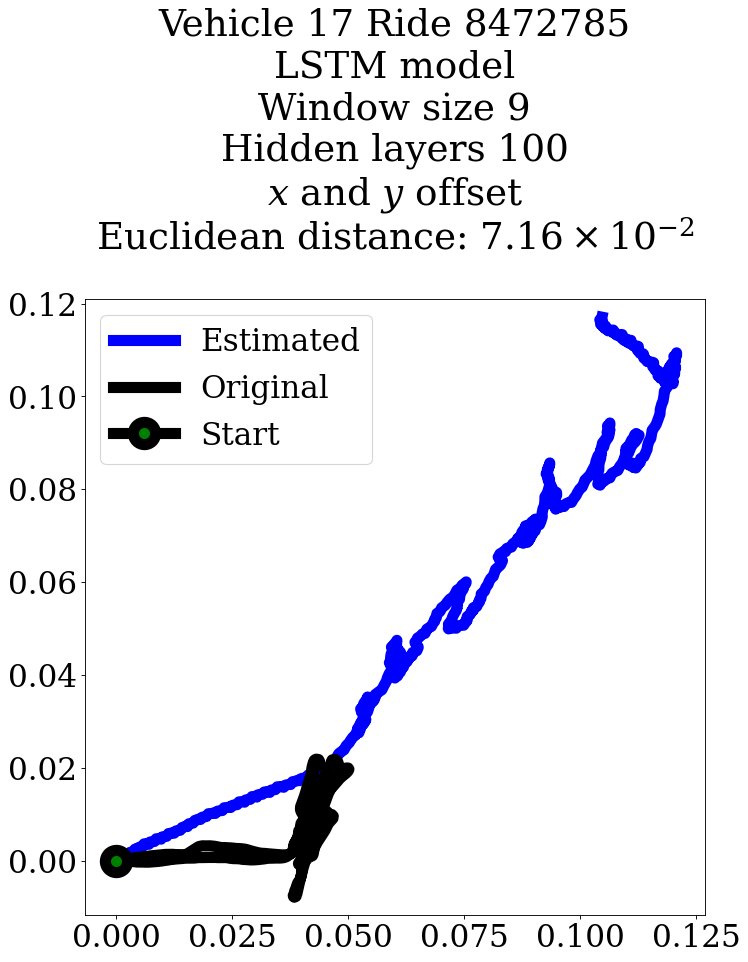 Vehicle 17 Ride 8472785
LSTM model
Window size 9
Hidden layers 100
x and y offset
Euclidean distance: 7.16 × 10⁻²
Estimated
Original
Start
0.12
0.10
0.08
0.06
0.04
0.02
0.00
0.000 0.025 0.050 0.075 0.100 0.125